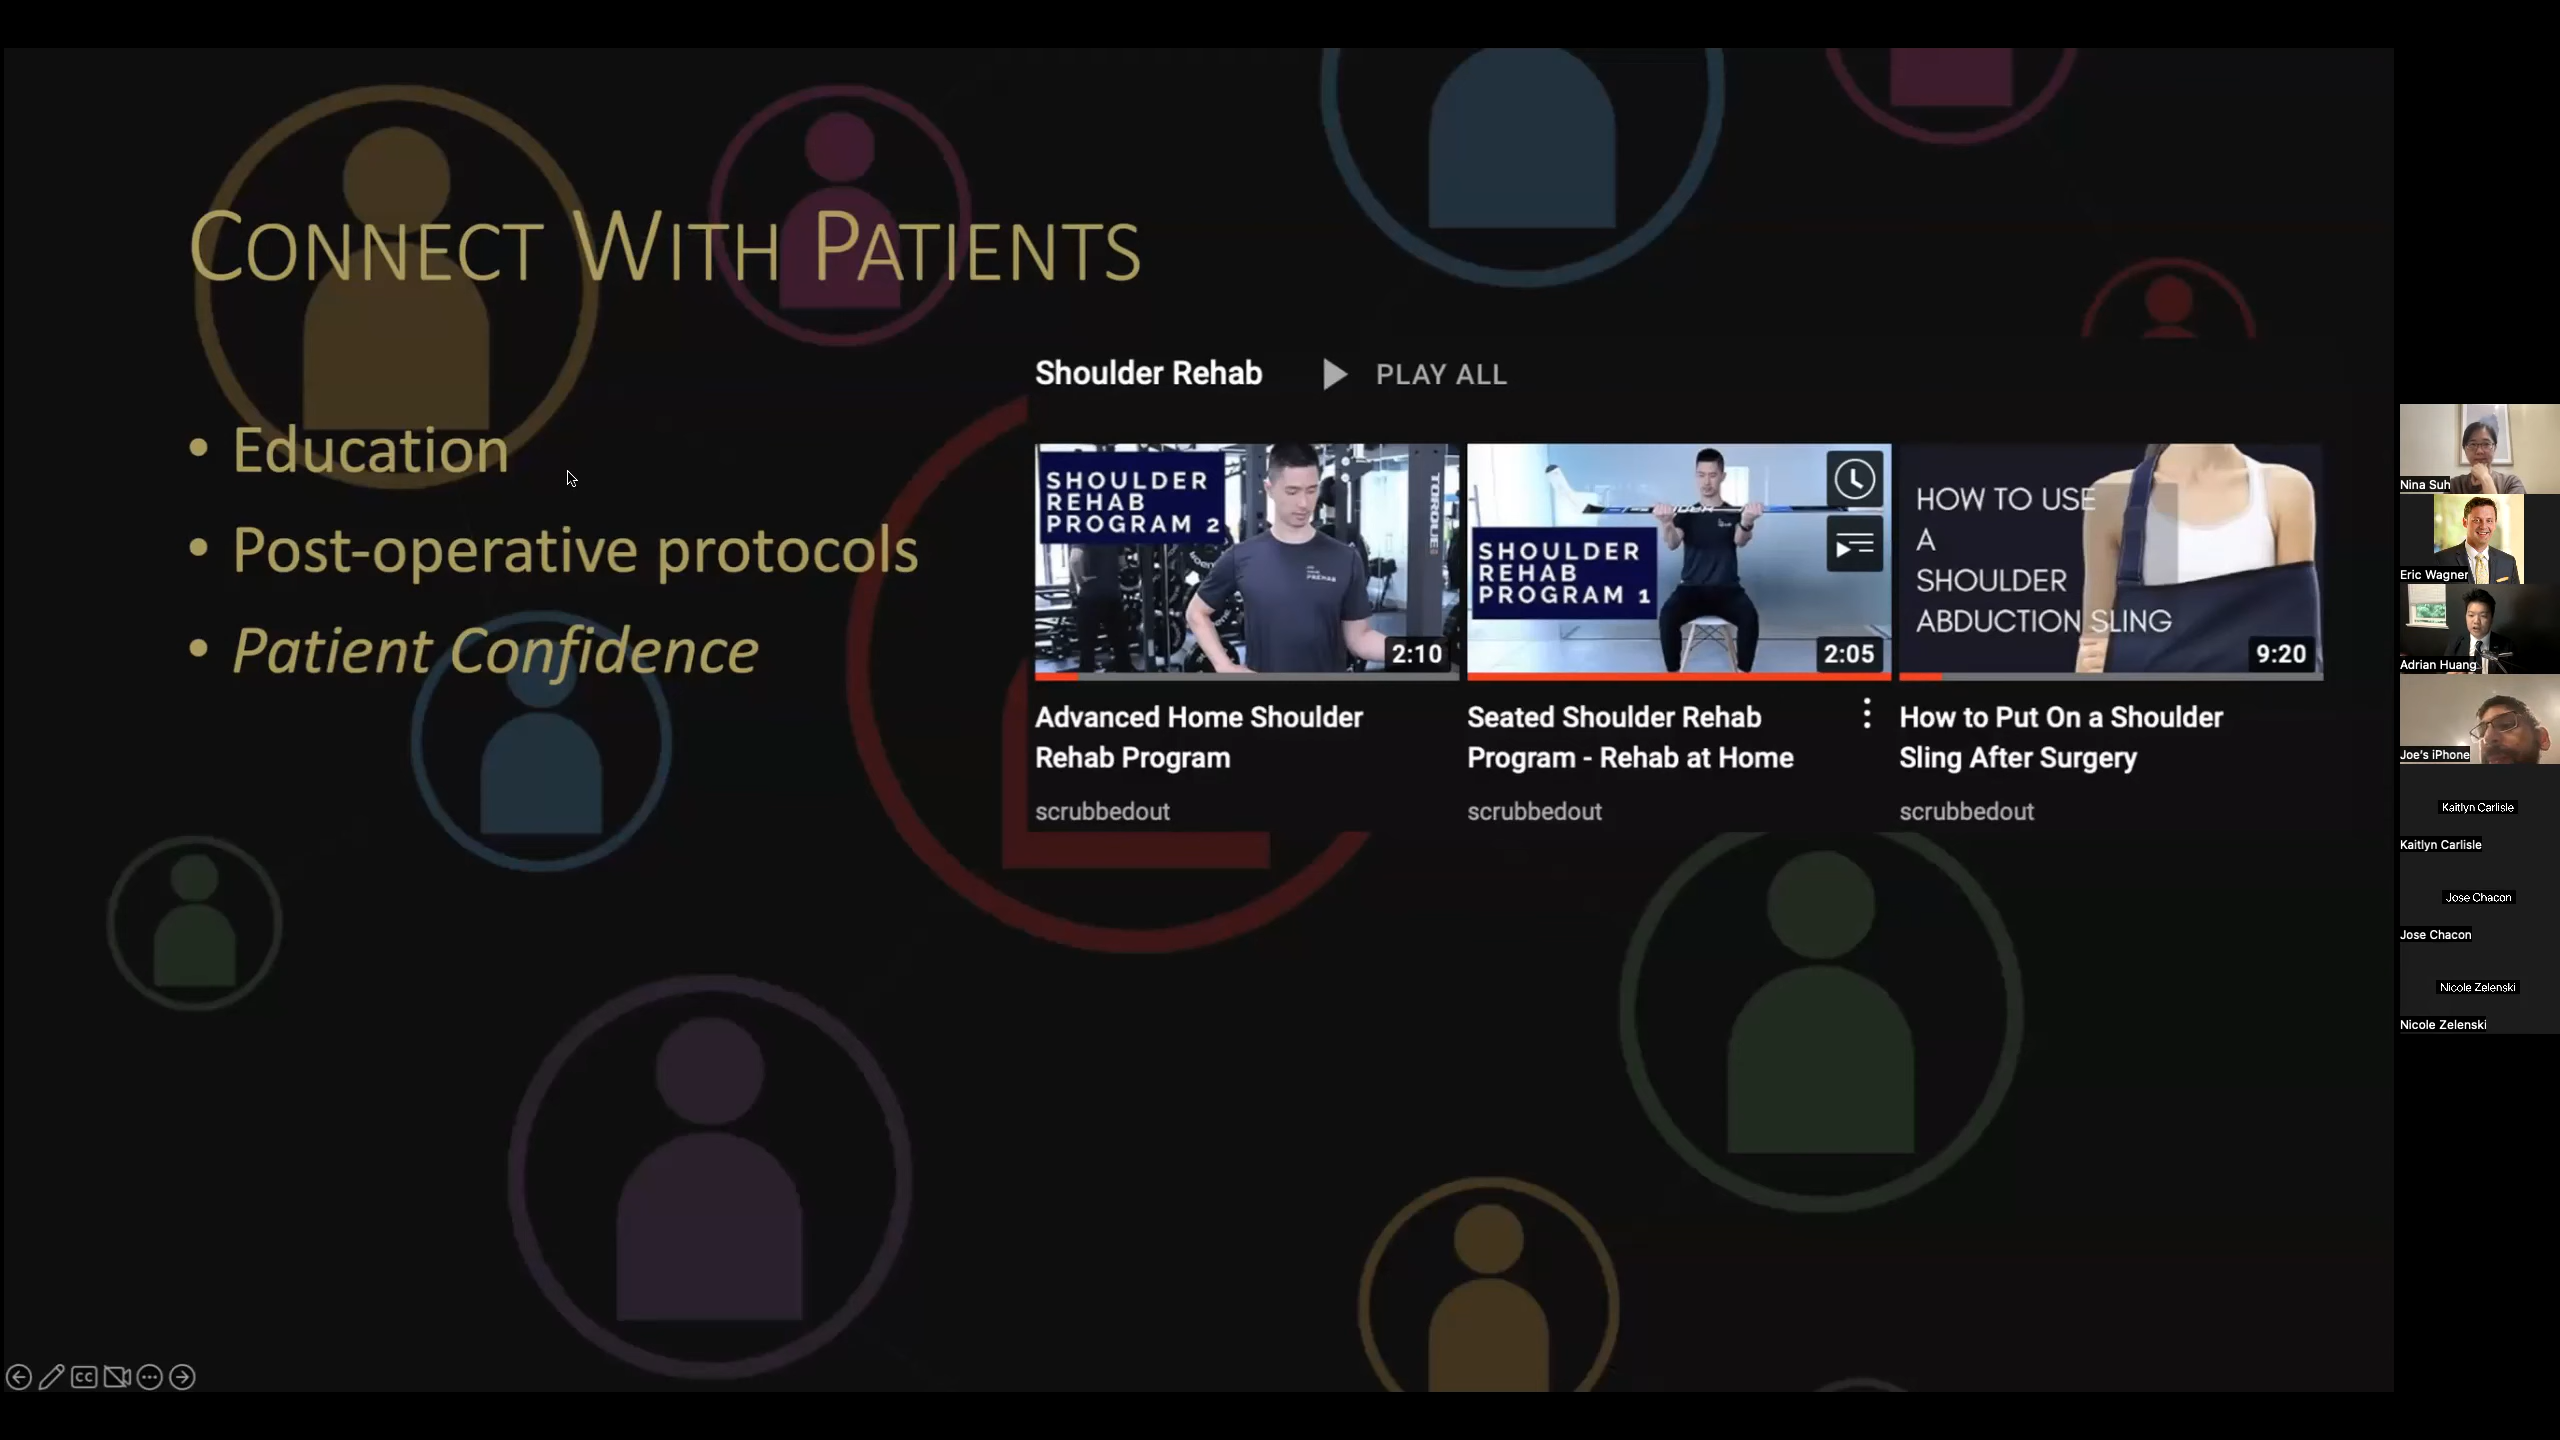 CONNECT WITH PATIENTS
• Education
• Post-operative protocols
• Patient Confidence
Shoulder Rehab
PLAY ALL
SHOULDER
REHAB
PROGRAM 2
TORQUE
PREHAB
2:10
Advanced Home Shoulder
Rehab Program
scrubbedout
SHOULDER
REHAB
PROGRAM 1
2:05
Seated Shoulder Rehab
Program - Rehab at Home
scrubbedout
HOW TO USE
A
SHOULDER
ABDUCTION SLING
9:20
How to Put On a Shoulder
Sling After Surgery
scrubbedout
Nina Suh
Eric Wagner
Adrian Huang
Joe's iPhone
Kaitlyn Carlisle
Kaitlyn Carlisle
Jose Chacon
Jose Chacon
Nicole Zelenski
Nicole Zelenski
CC